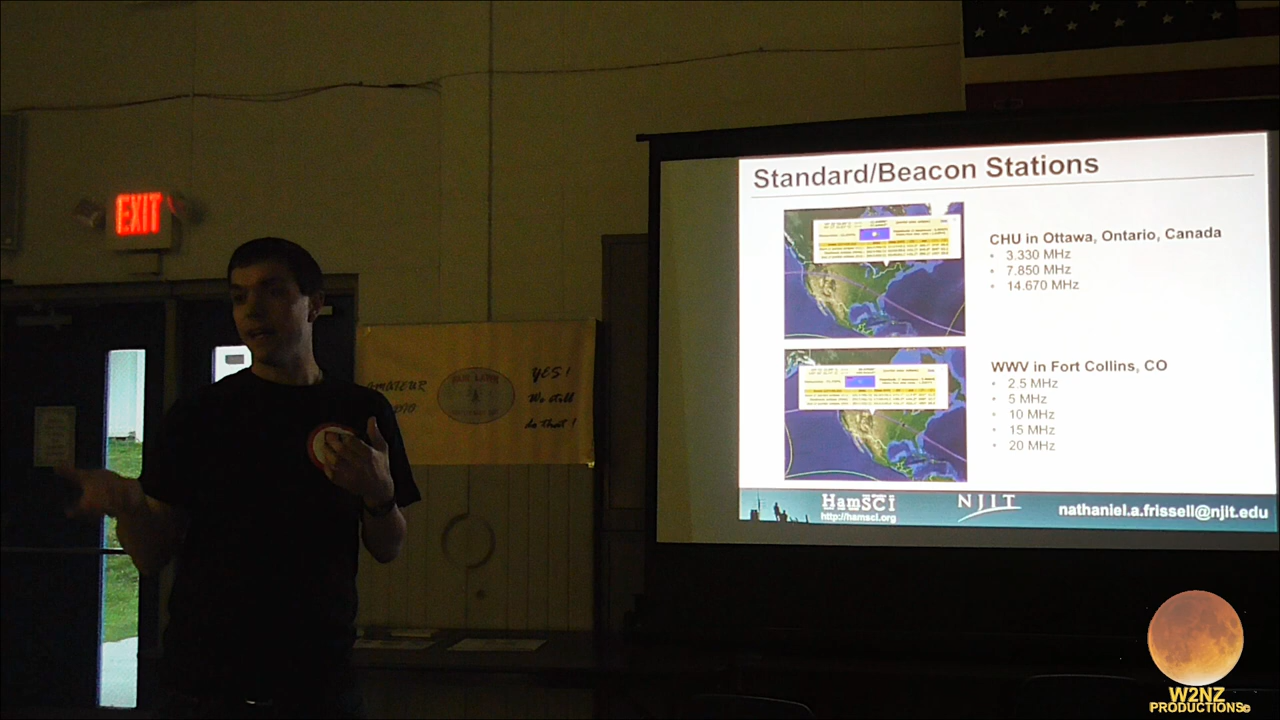 EXIT
AMATEUR
YES!
We still
do that!
Standard/Beacon Stations
CHU in Ottawa, Ontario, Canada
• 3.330 MHz
• 7.850 MHz
• 14.670 MHz
WWV in Fort Collins, CO
• 2.5 MHz
• 5 MHz
• 10 MHz
• 15 MHz
• 20 MHz
HamSCI
http://hamsci.org
NJIT
nathaniel.a.frissell@njit.edu
W2NZ
PRODUCTIONS©